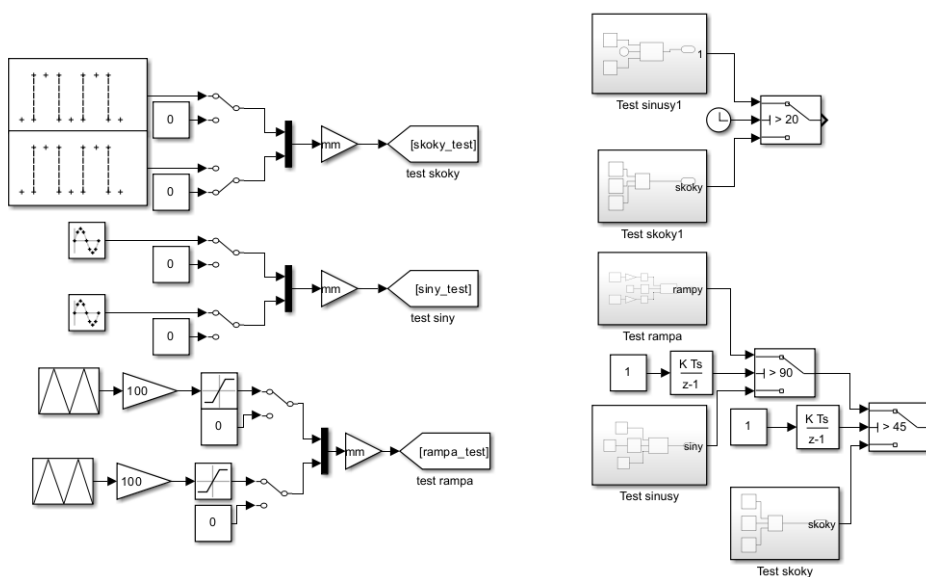 0
mm
[skoky_test]
test skoky
0
0
mm
[siny_test]
test siny
0
100
0
mm
[rampa_test]
test rampa
100
0
1
Test sinusy1
> 20
skoky
Test skoky1
rampy
Test rampa
1
K Ts
z-1
> 90
siny
Test sinusy
1
K Ts
z-1
> 45
skoky
Test skoky